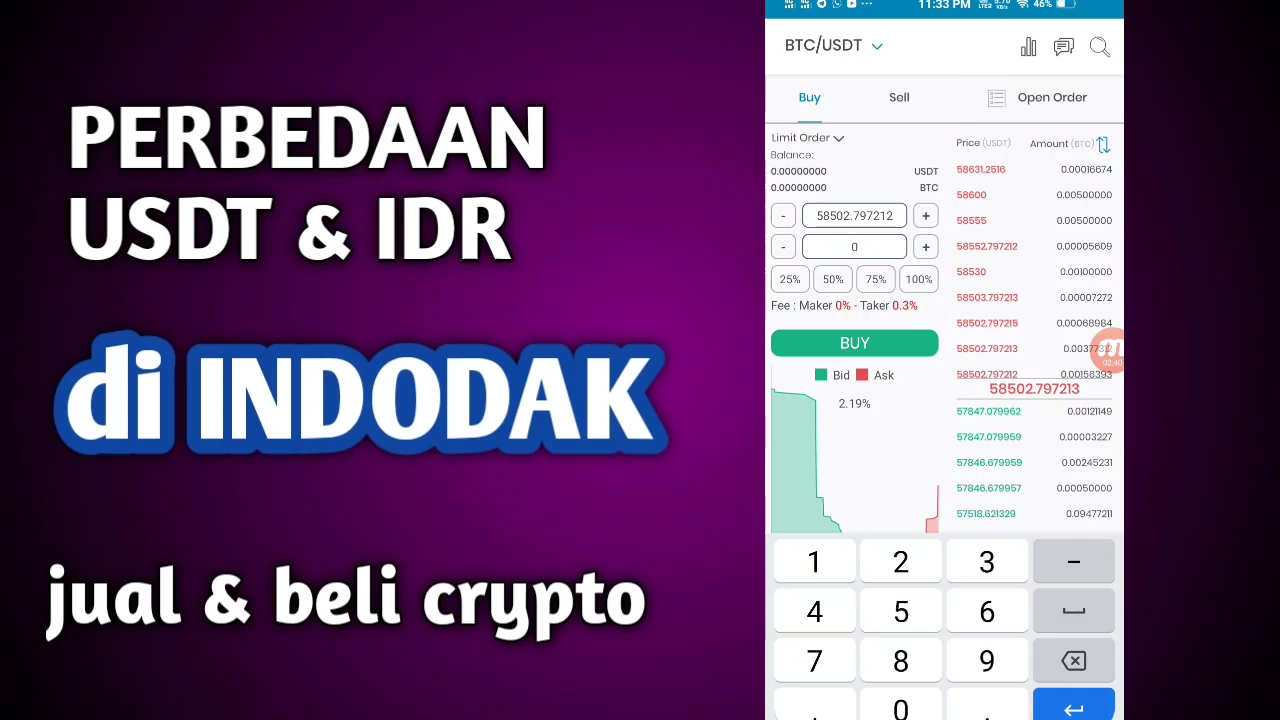 PERBEDAAN
USDT & IDR
di INDODAK
jual & beli crypto
11:33 PM
46%
BTC/USDT
Buy
Sell
Open Order
Limit Order
Balance:
0.00000000 USDT
0.00000000 BTC
- 58502.797212 +
- 0 +
25% 50% 75% 100%
Fee : Maker 0% - Taker 0.3%
BUY
Bid Ask
2.19%
Price (USDT) Amount (BTC)
58631.2516 0.00016674
58600 0.00500000
58555 0.00500000
58552.797212 0.00005609
58530 0.00100000
58503.797213 0.00007272
58502.797215 0.00068984
58502.797213
58502.797212 0.00156393
02:40
58502.797213
57847.079962 0.00121149
57847.079959 0.00003227
57846.679959 0.00245231
57846.679957 0.00050000
57518.621329 0.09477211
1 2 3 -
4 5 6
7 8 9
, 0 .